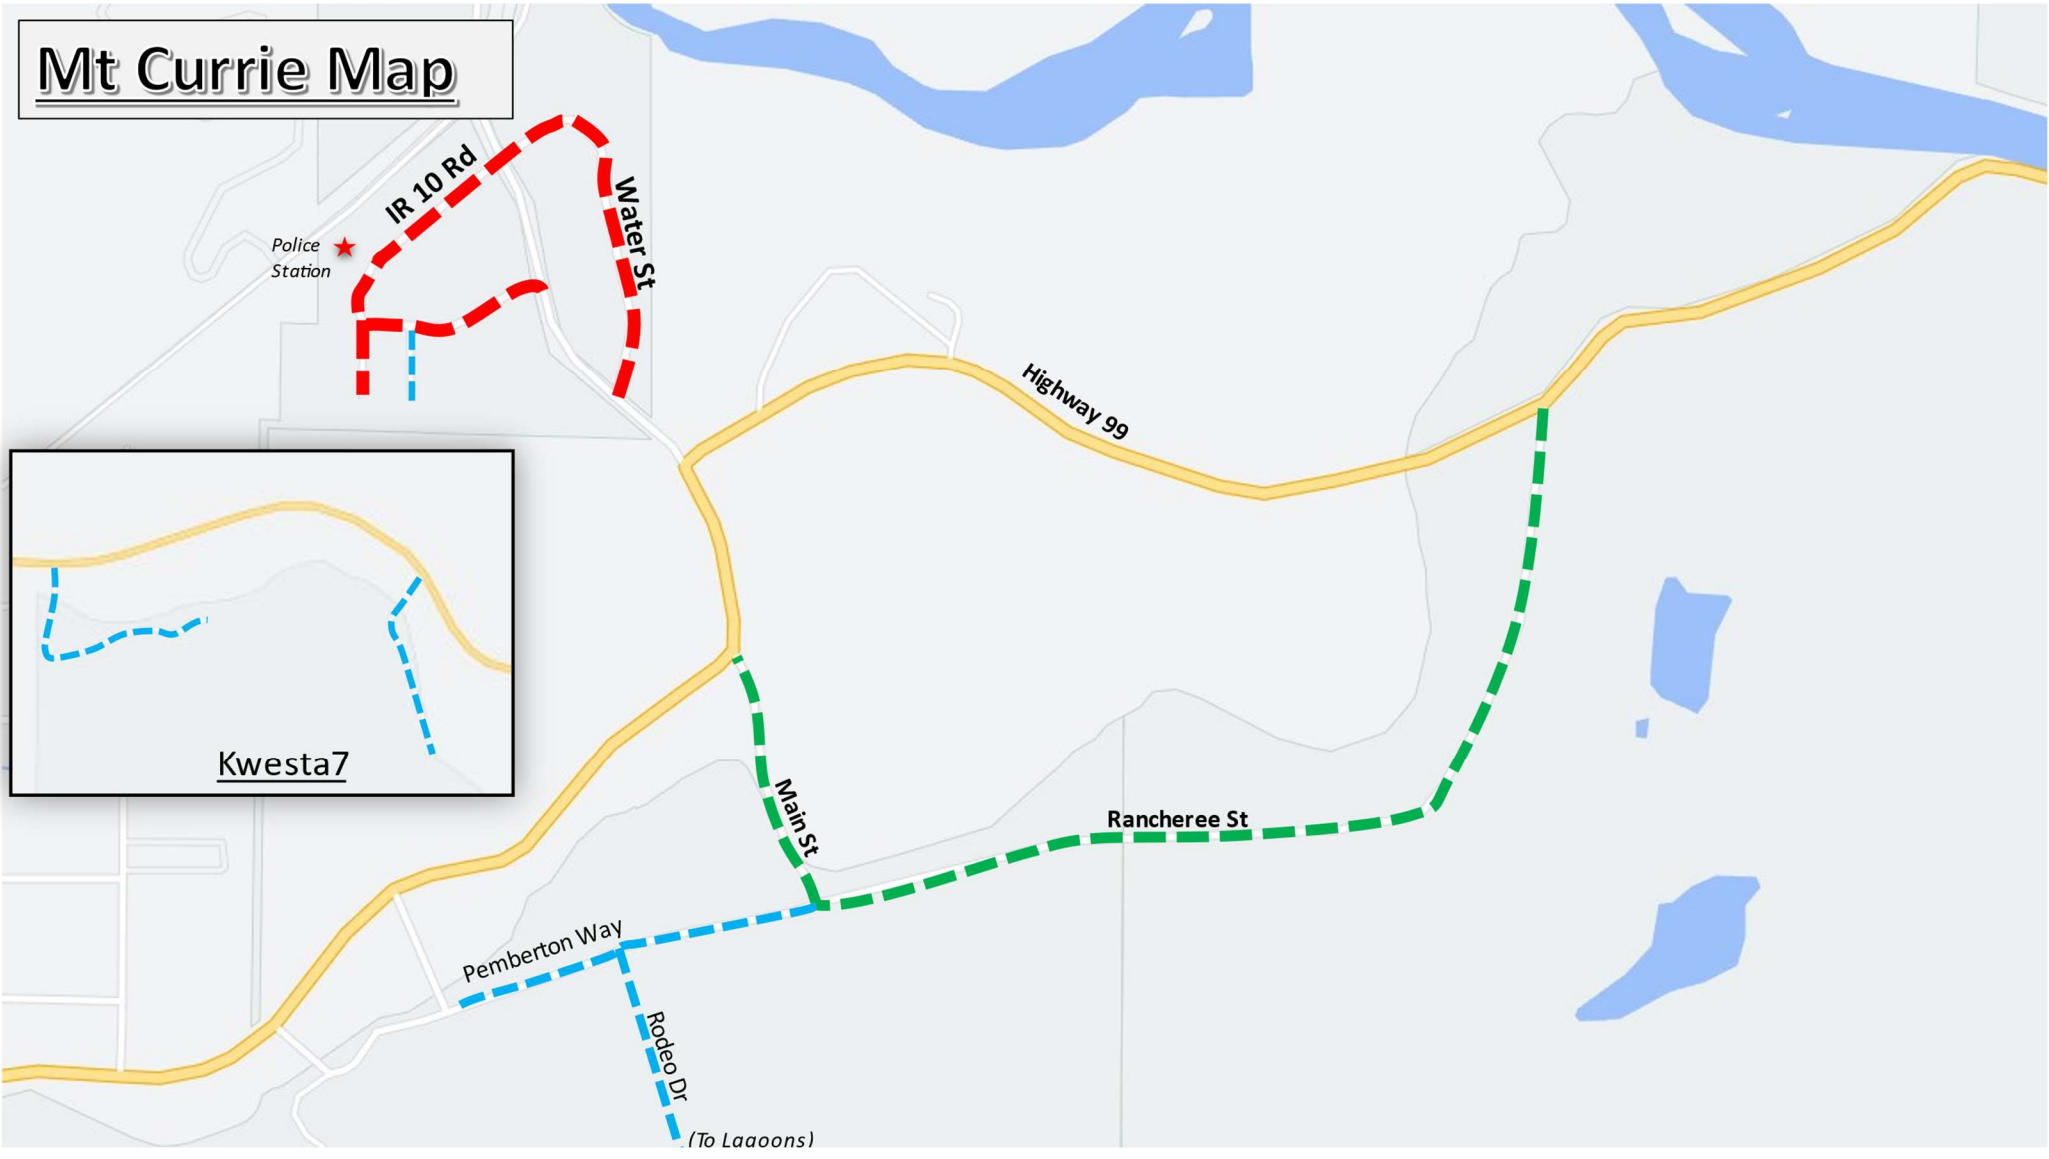 Mt Currie Map
IR 10 Rd
Water St
Police
Station
Highway 99
Kwesta7
Main St
Rancheree St
Pemberton Way
Rodeo Dr
(To Lagoons)